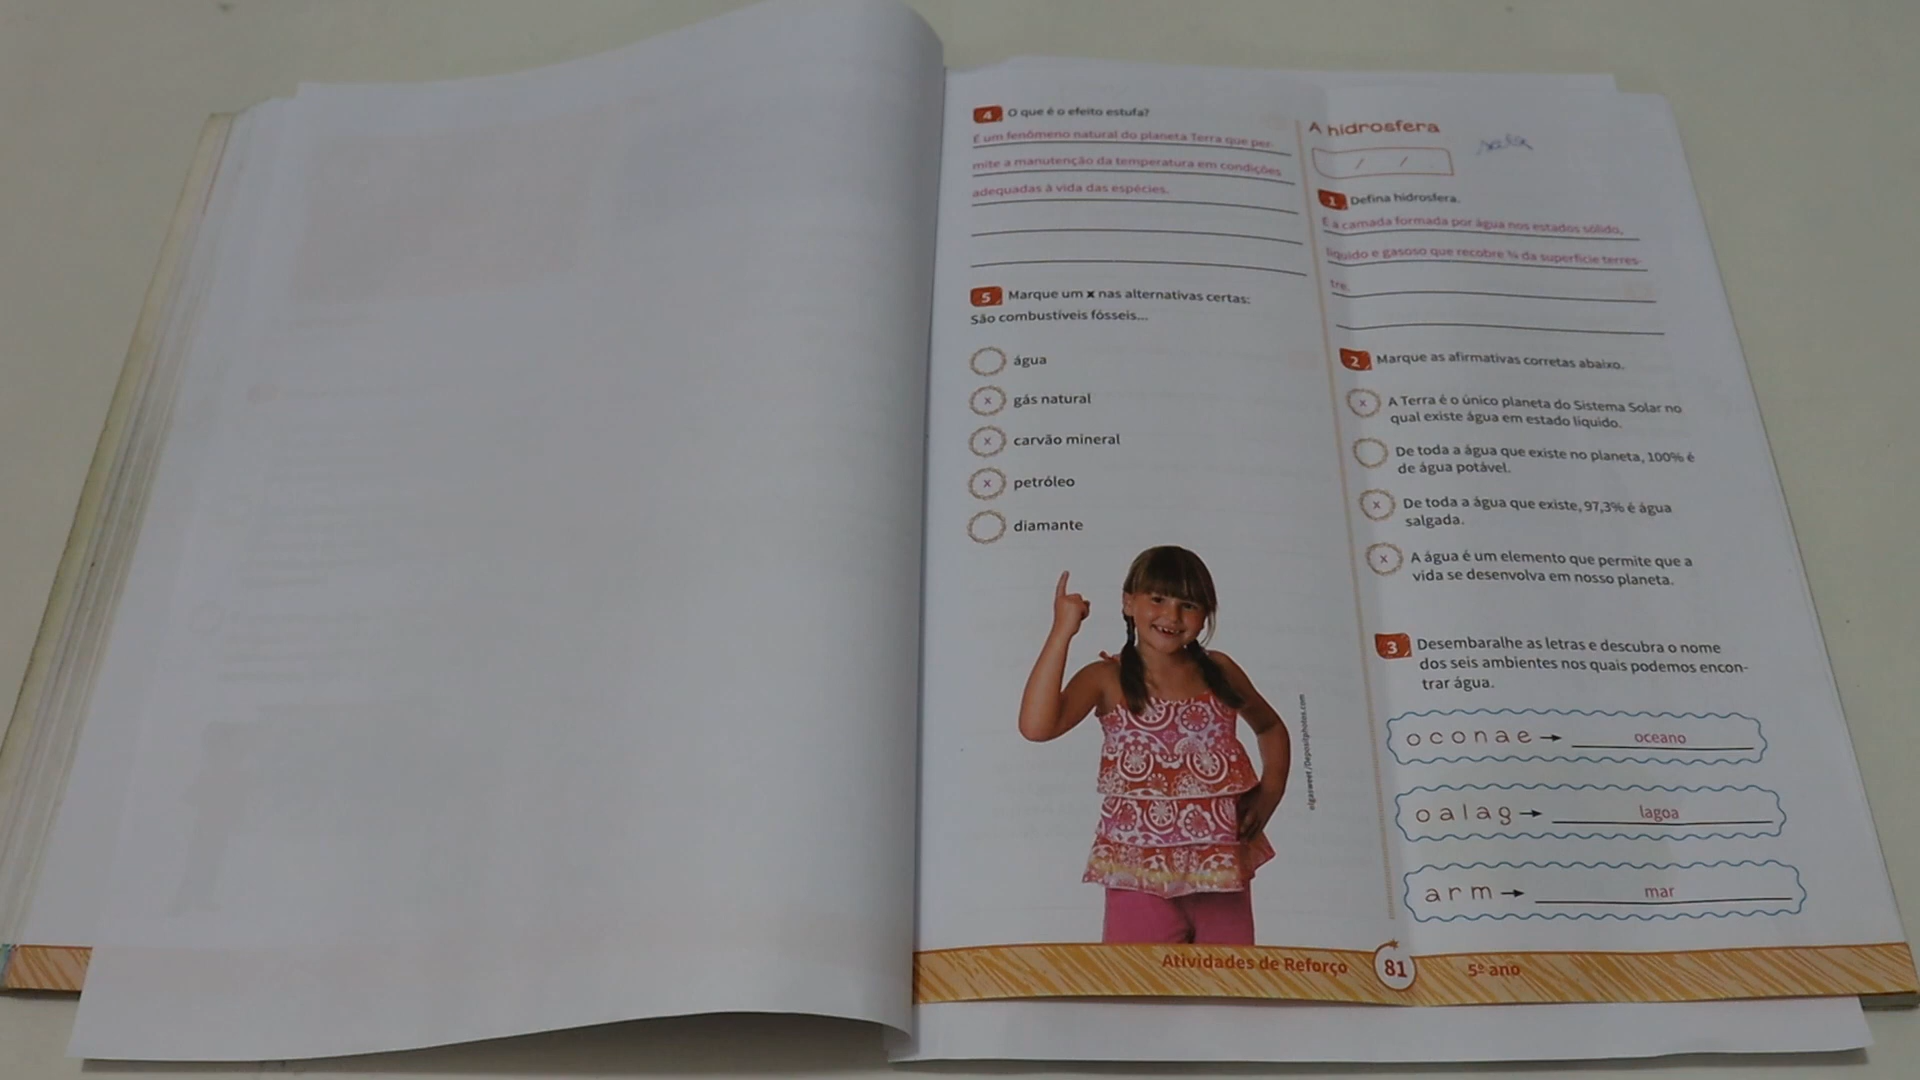 4 O que é o efeito estufa?
É um fenômeno natural do planeta Terra que per-
mite a manutenção da temperatura em condições
adequadas à vida das espécies.
5 Marque um x nas alternativas certas:
São combustíveis fósseis...
água
x gás natural
x carvão mineral
x petróleo
diamante
olgasweet/Depositphotos.com
A hidrosfera
/ /
sala
1 Defina hidrosfera.
É a camada formada por água nos estados sólido,
líquido e gasoso que recobre ¾ da superfície terres-
tre.
2 Marque as afirmativas corretas abaixo.
x A Terra é o único planeta do Sistema Solar no
qual existe água em estado líquido.
De toda a água que existe no planeta, 100% é
de água potável.
x De toda a água que existe, 97,3% é água
salgada.
x A água é um elemento que permite que a
vida se desenvolva em nosso planeta.
3 Desembaralhe as letras e descubra o nome
dos seis ambientes nos quais podemos encon-
trar água.
o c o n a e → oceano
o a l a g → lagoa
a r m → mar
Atividades de Reforço 81 5º ano